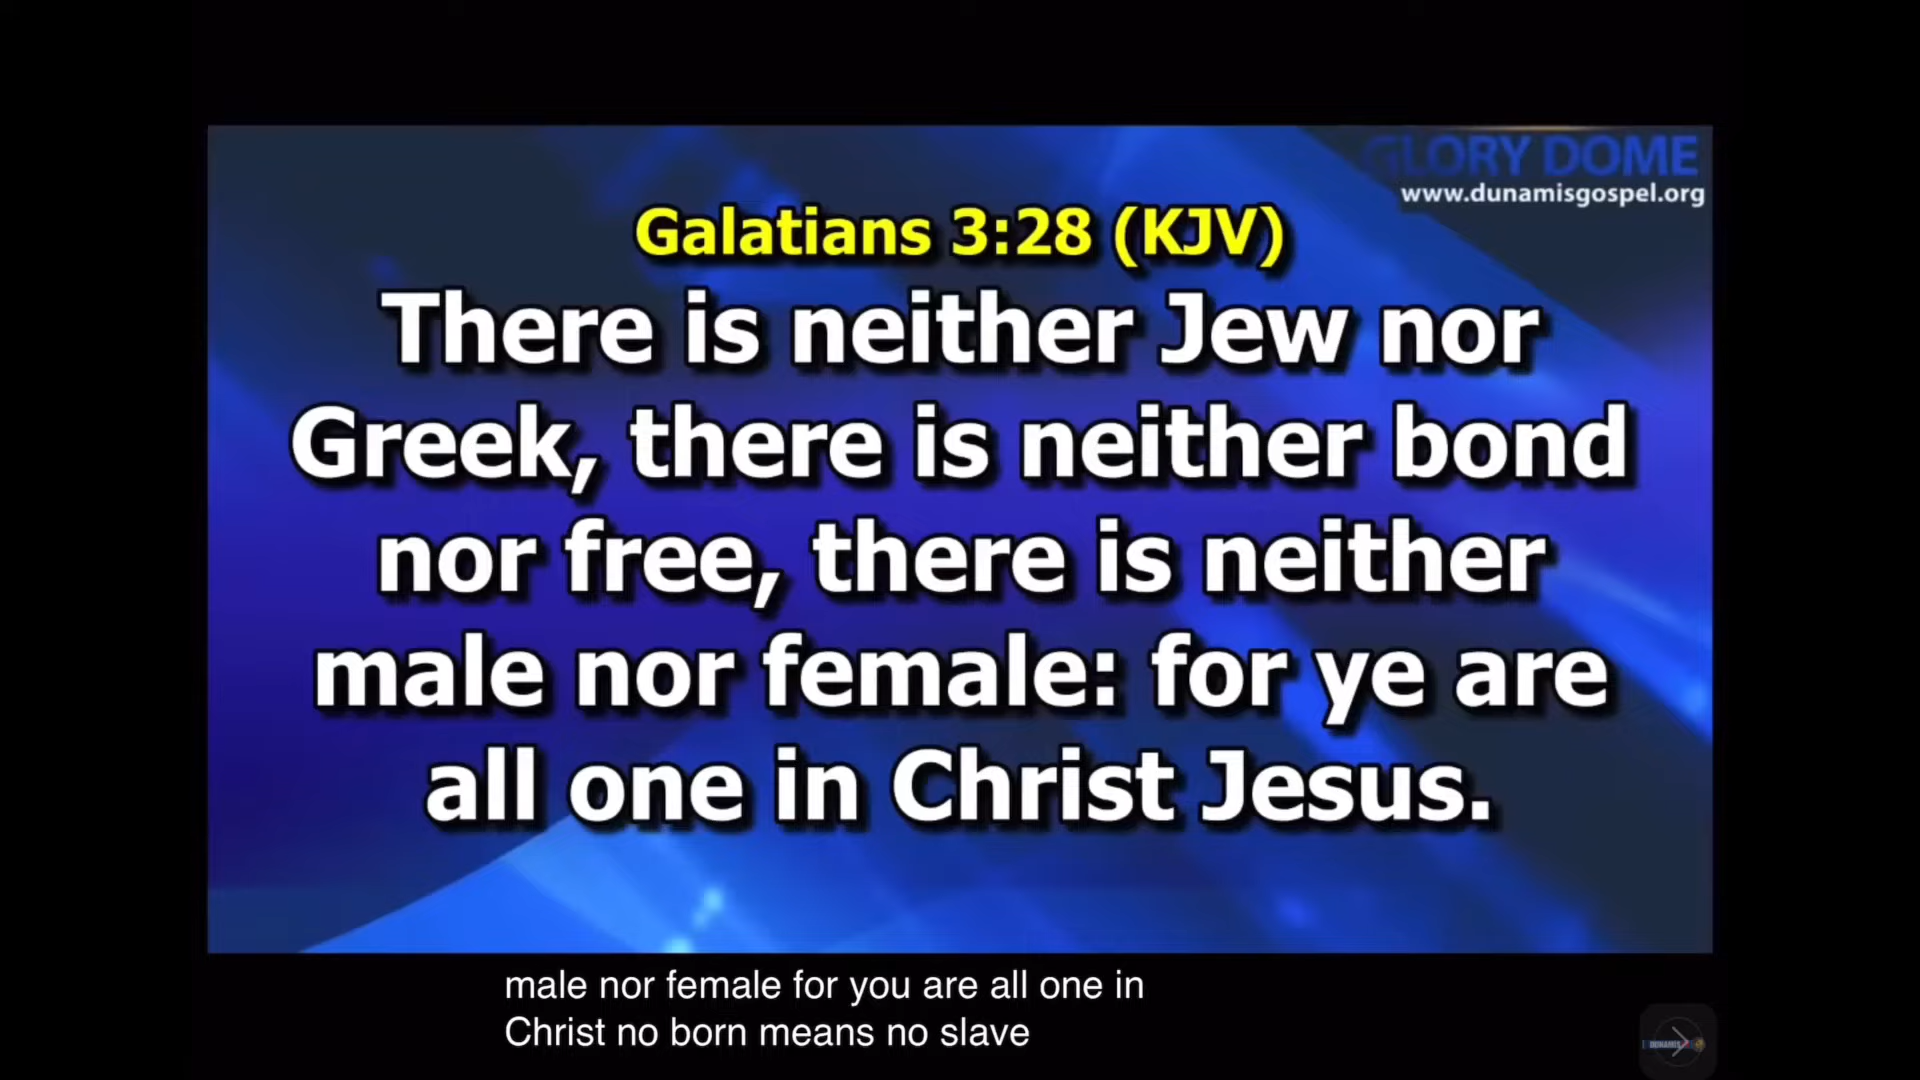 GLORY DOME
www.dunamisgospel.org
Galatians 3:28 (KJV)
There is neither Jew nor
Greek, there is neither bond
nor free, there is neither
male nor female: for ye are
all one in Christ Jesus.
male nor female for you are all one in
Christ no born means no slave
DUNAMIS